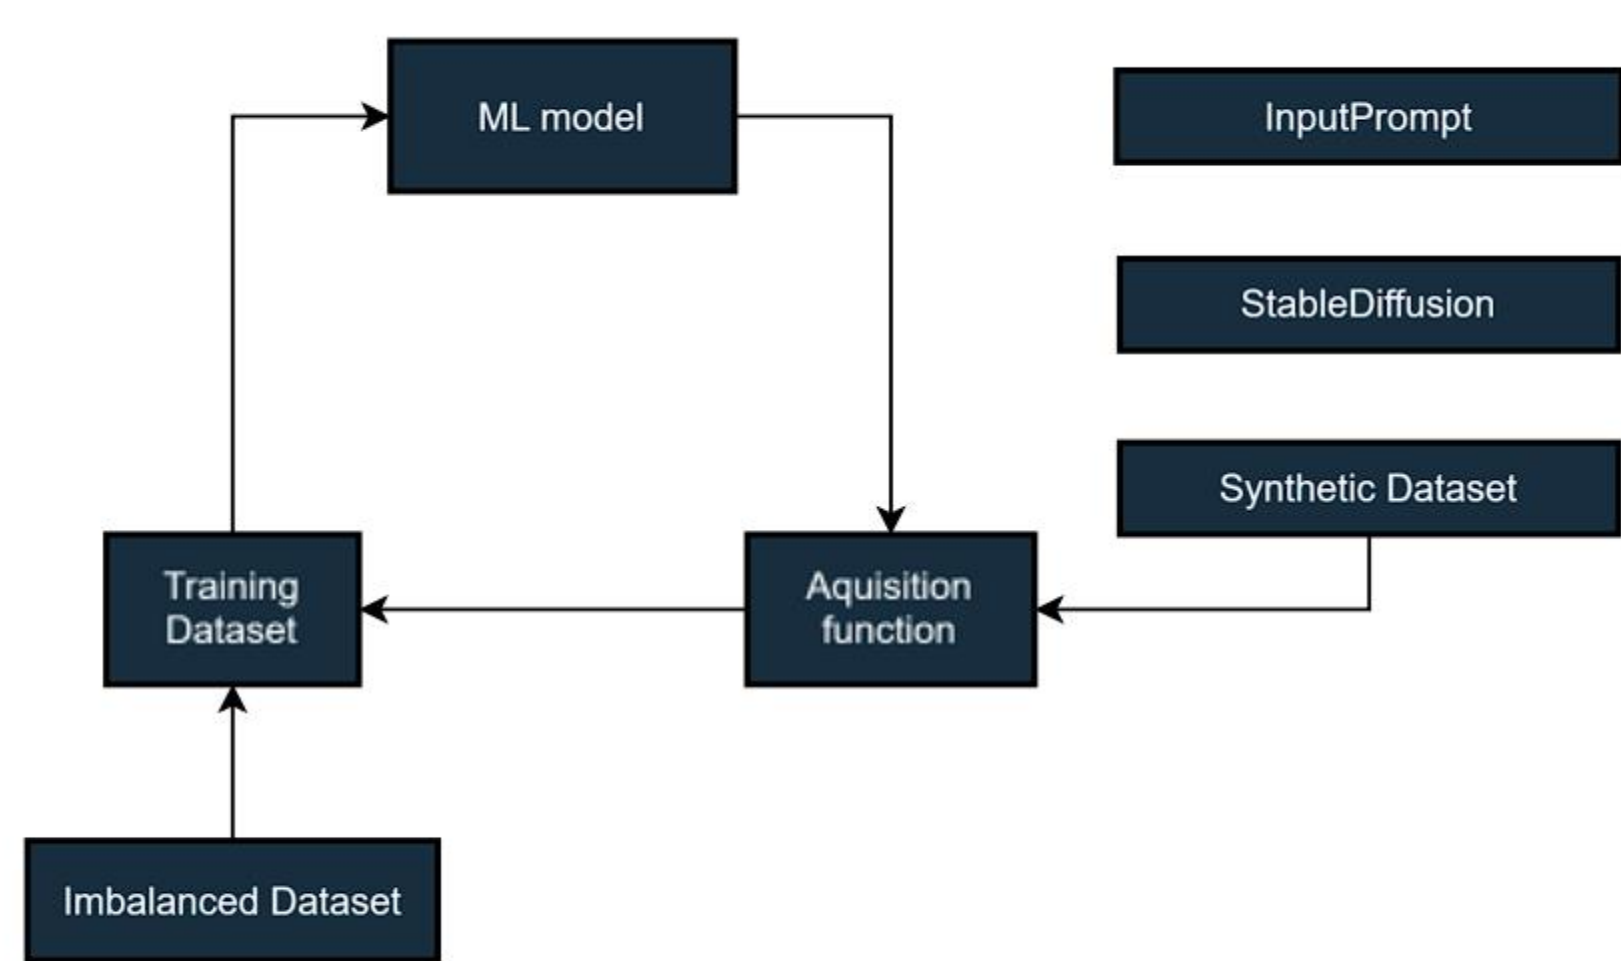 ML model
InputPrompt
StableDiffusion
Synthetic Dataset
Training
Dataset
Aquisition
function
Imbalanced Dataset